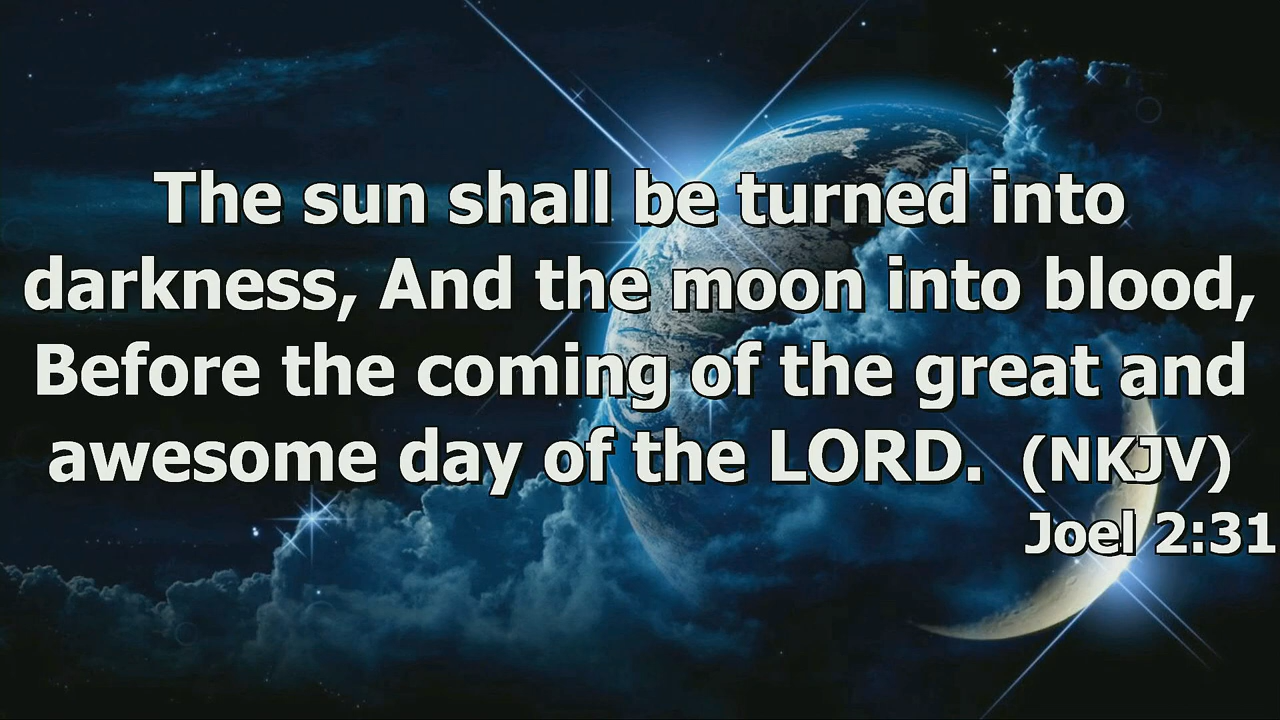 The sun shall be turned into
darkness, And the moon into blood,
Before the coming of the great and
awesome day of the LORD. (NKJV)
Joel 2:31